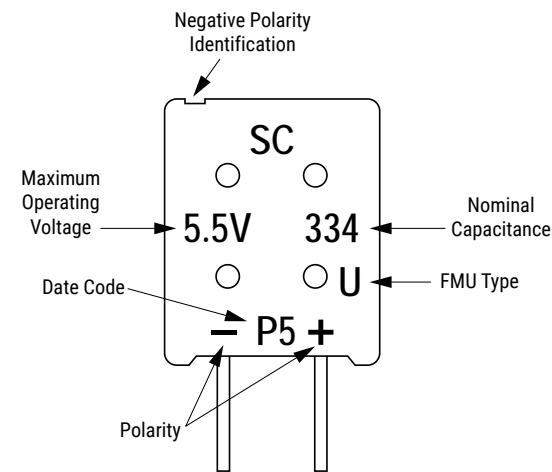 Negative Polarity
Identification
SC
Maximum
Operating
Voltage
5.5V
334
Nominal
Capacitance
Date Code
U
FMU Type
− P5 +
Polarity